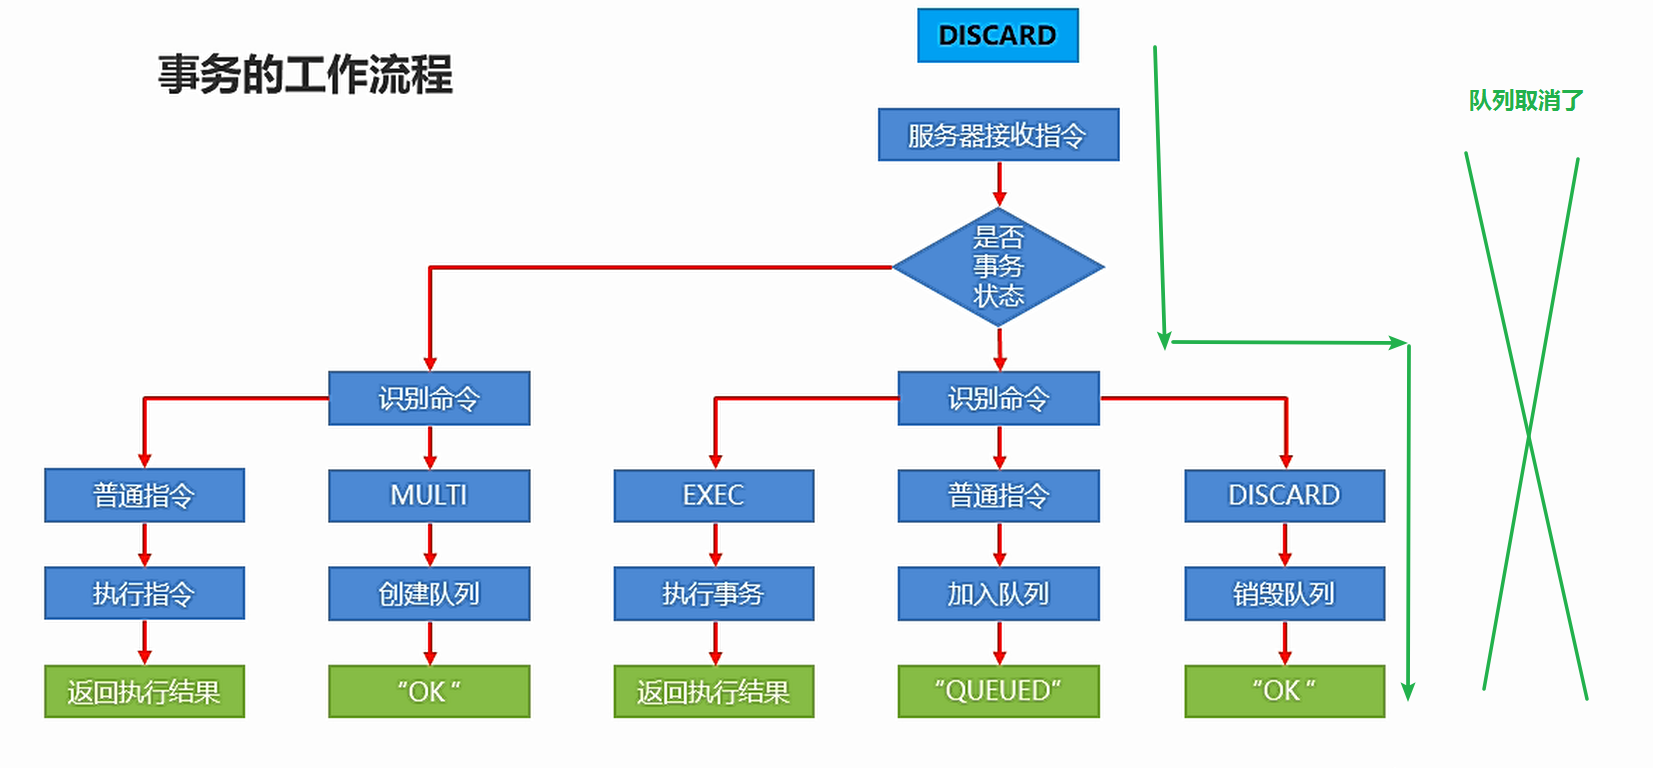 DISCARD
事务的工作流程
队列取消了
服务器接收指令
是否
事务
状态
识别命令
识别命令
普通指令
MULTI
EXEC
普通指令
DISCARD
执行指令
创建队列
执行事务
加入队列
销毁队列
返回执行结果
“OK “
返回执行结果
“QUEUED“
“OK “